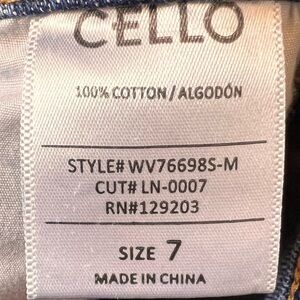 CELLO
100% COTTON/ALGODÓN
STYLE# WV76698S-M
CUT# LN-0007
RN#129203
SIZE 7
MADE IN CHINA